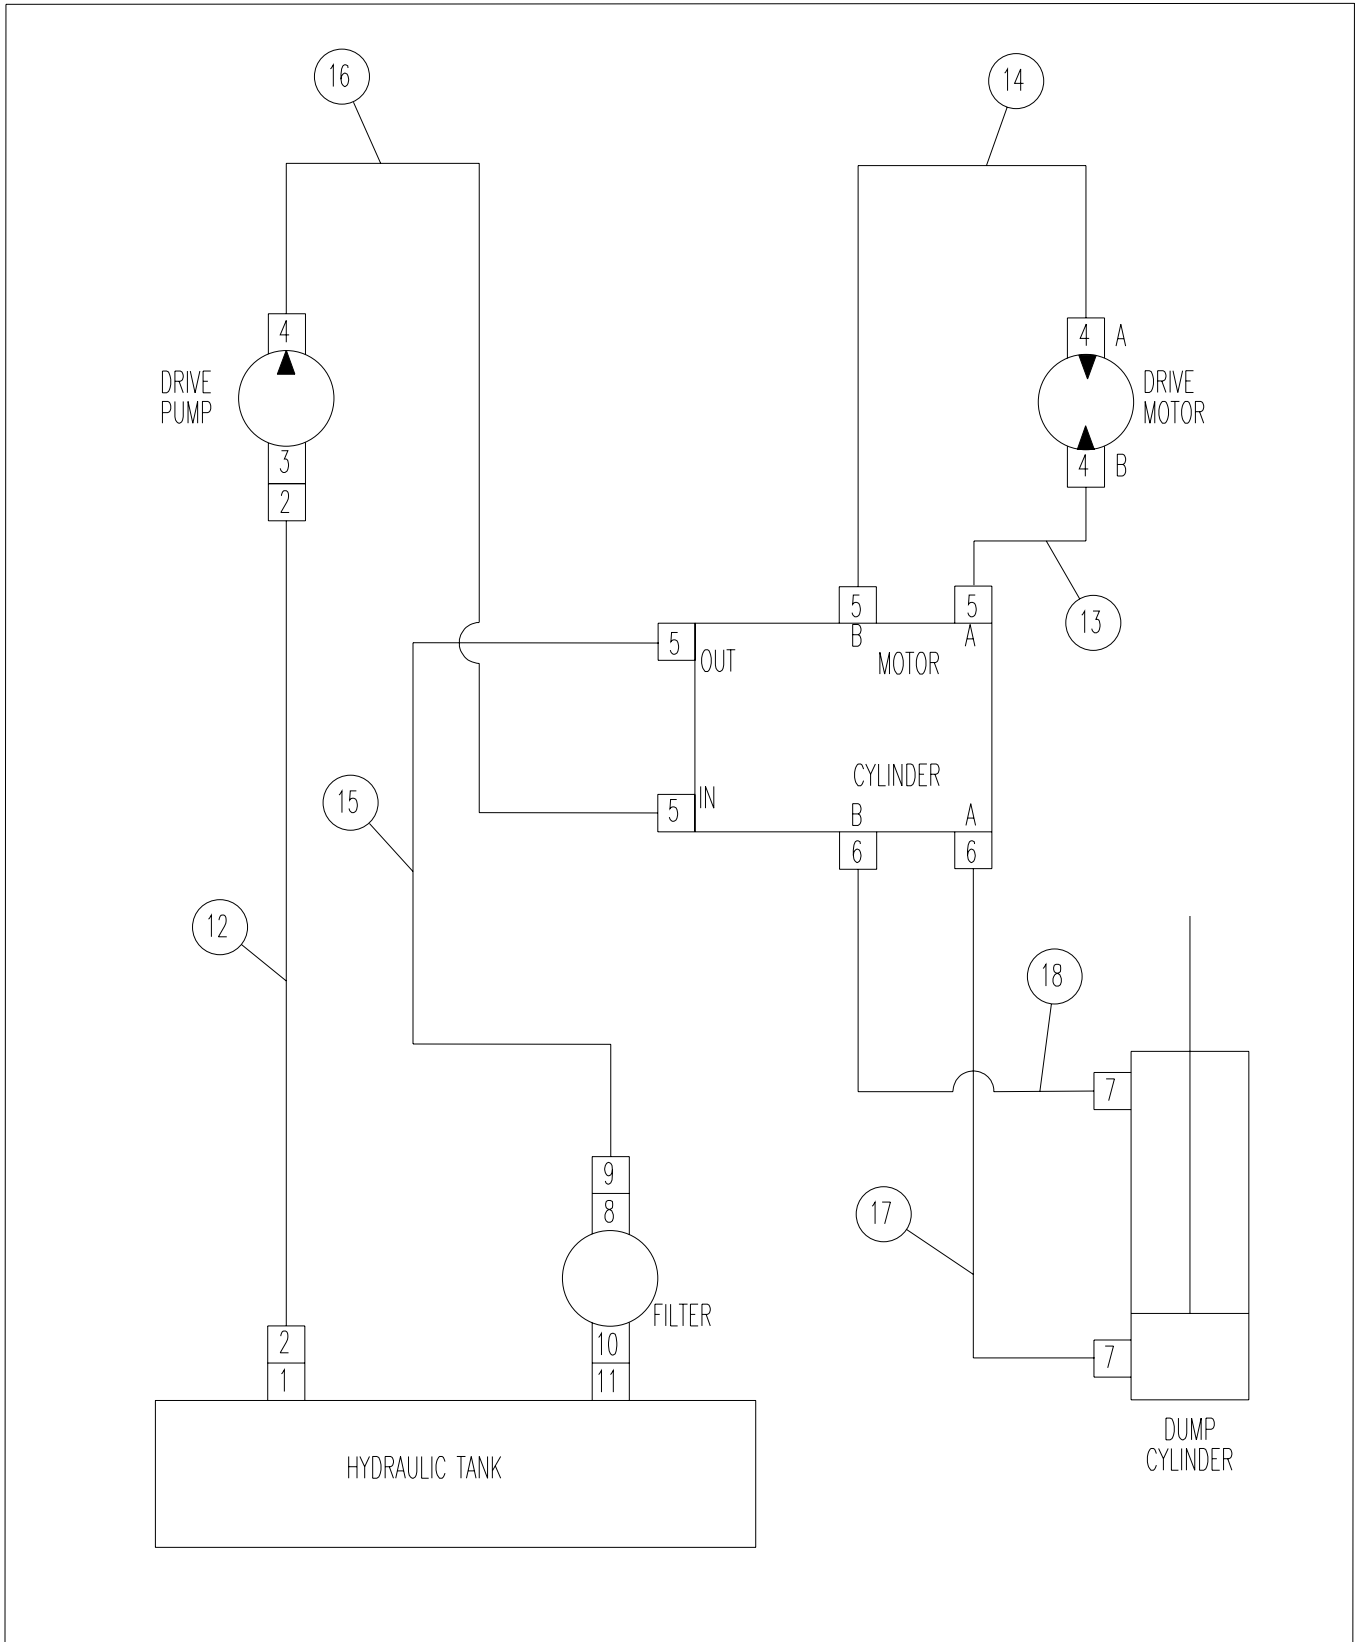 16
14
4
4 A
DRIVE
PUMP
DRIVE
MOTOR
3
4 B
2
5
5
13
5
B
A
OUT
MOTOR
CYLINDER
15
5
IN
B
A
6
6
12
18
7
9
8
17
FILTER
2
10
7
1
11
DUMP
CYLINDER
HYDRAULIC TANK